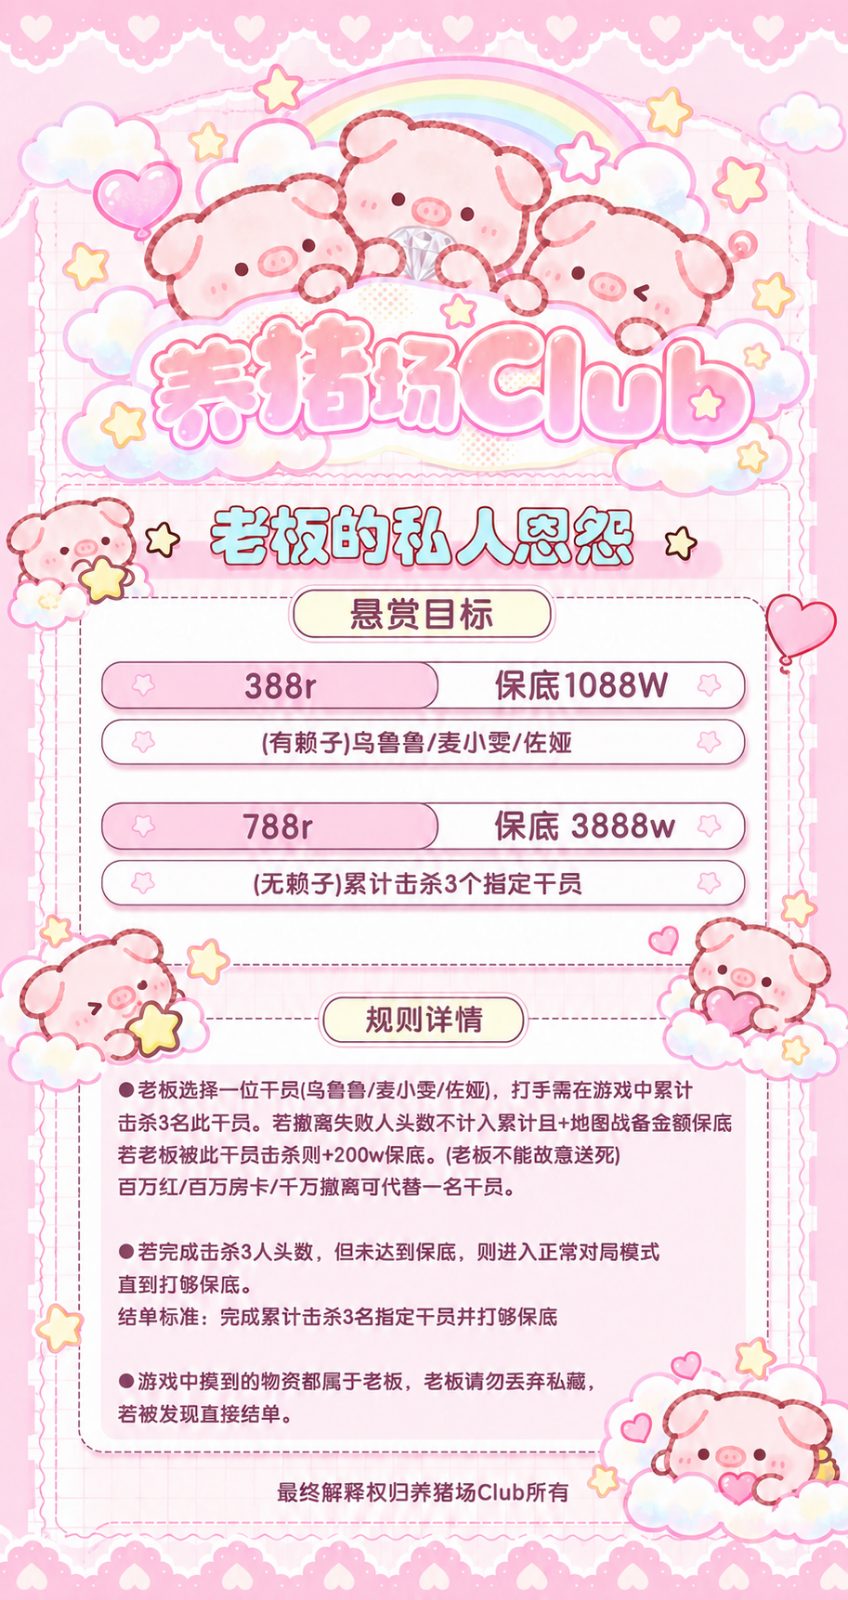 养猪场Club
老板的私人恩怨
悬赏目标
388r 保底1088W
(有赖子)鸟鲁鲁/麦小雯/佐娅
788r 保底 3888w
(无赖子)累计击杀3个指定干员
规则详情
●老板选择一位干员(鸟鲁鲁/麦小雯/佐娅)，打手需在游戏中累计
击杀3名此干员。若撤离失败人头数不计入累计且+地图战备金额保底
若老板被此干员击杀则+200w保底。(老板不能故意送死)
百万红/百万房卡/千万撤离可代替一名干员。
●若完成击杀3人头数，但未达到保底，则进入正常对局模式
直到打够保底。
结单标准：完成累计击杀3名指定干员并打够保底
●游戏中摸到的物资都属于老板，老板请勿丢弃私藏，
若被发现直接结单。
最终解释权归养猪场Club所有